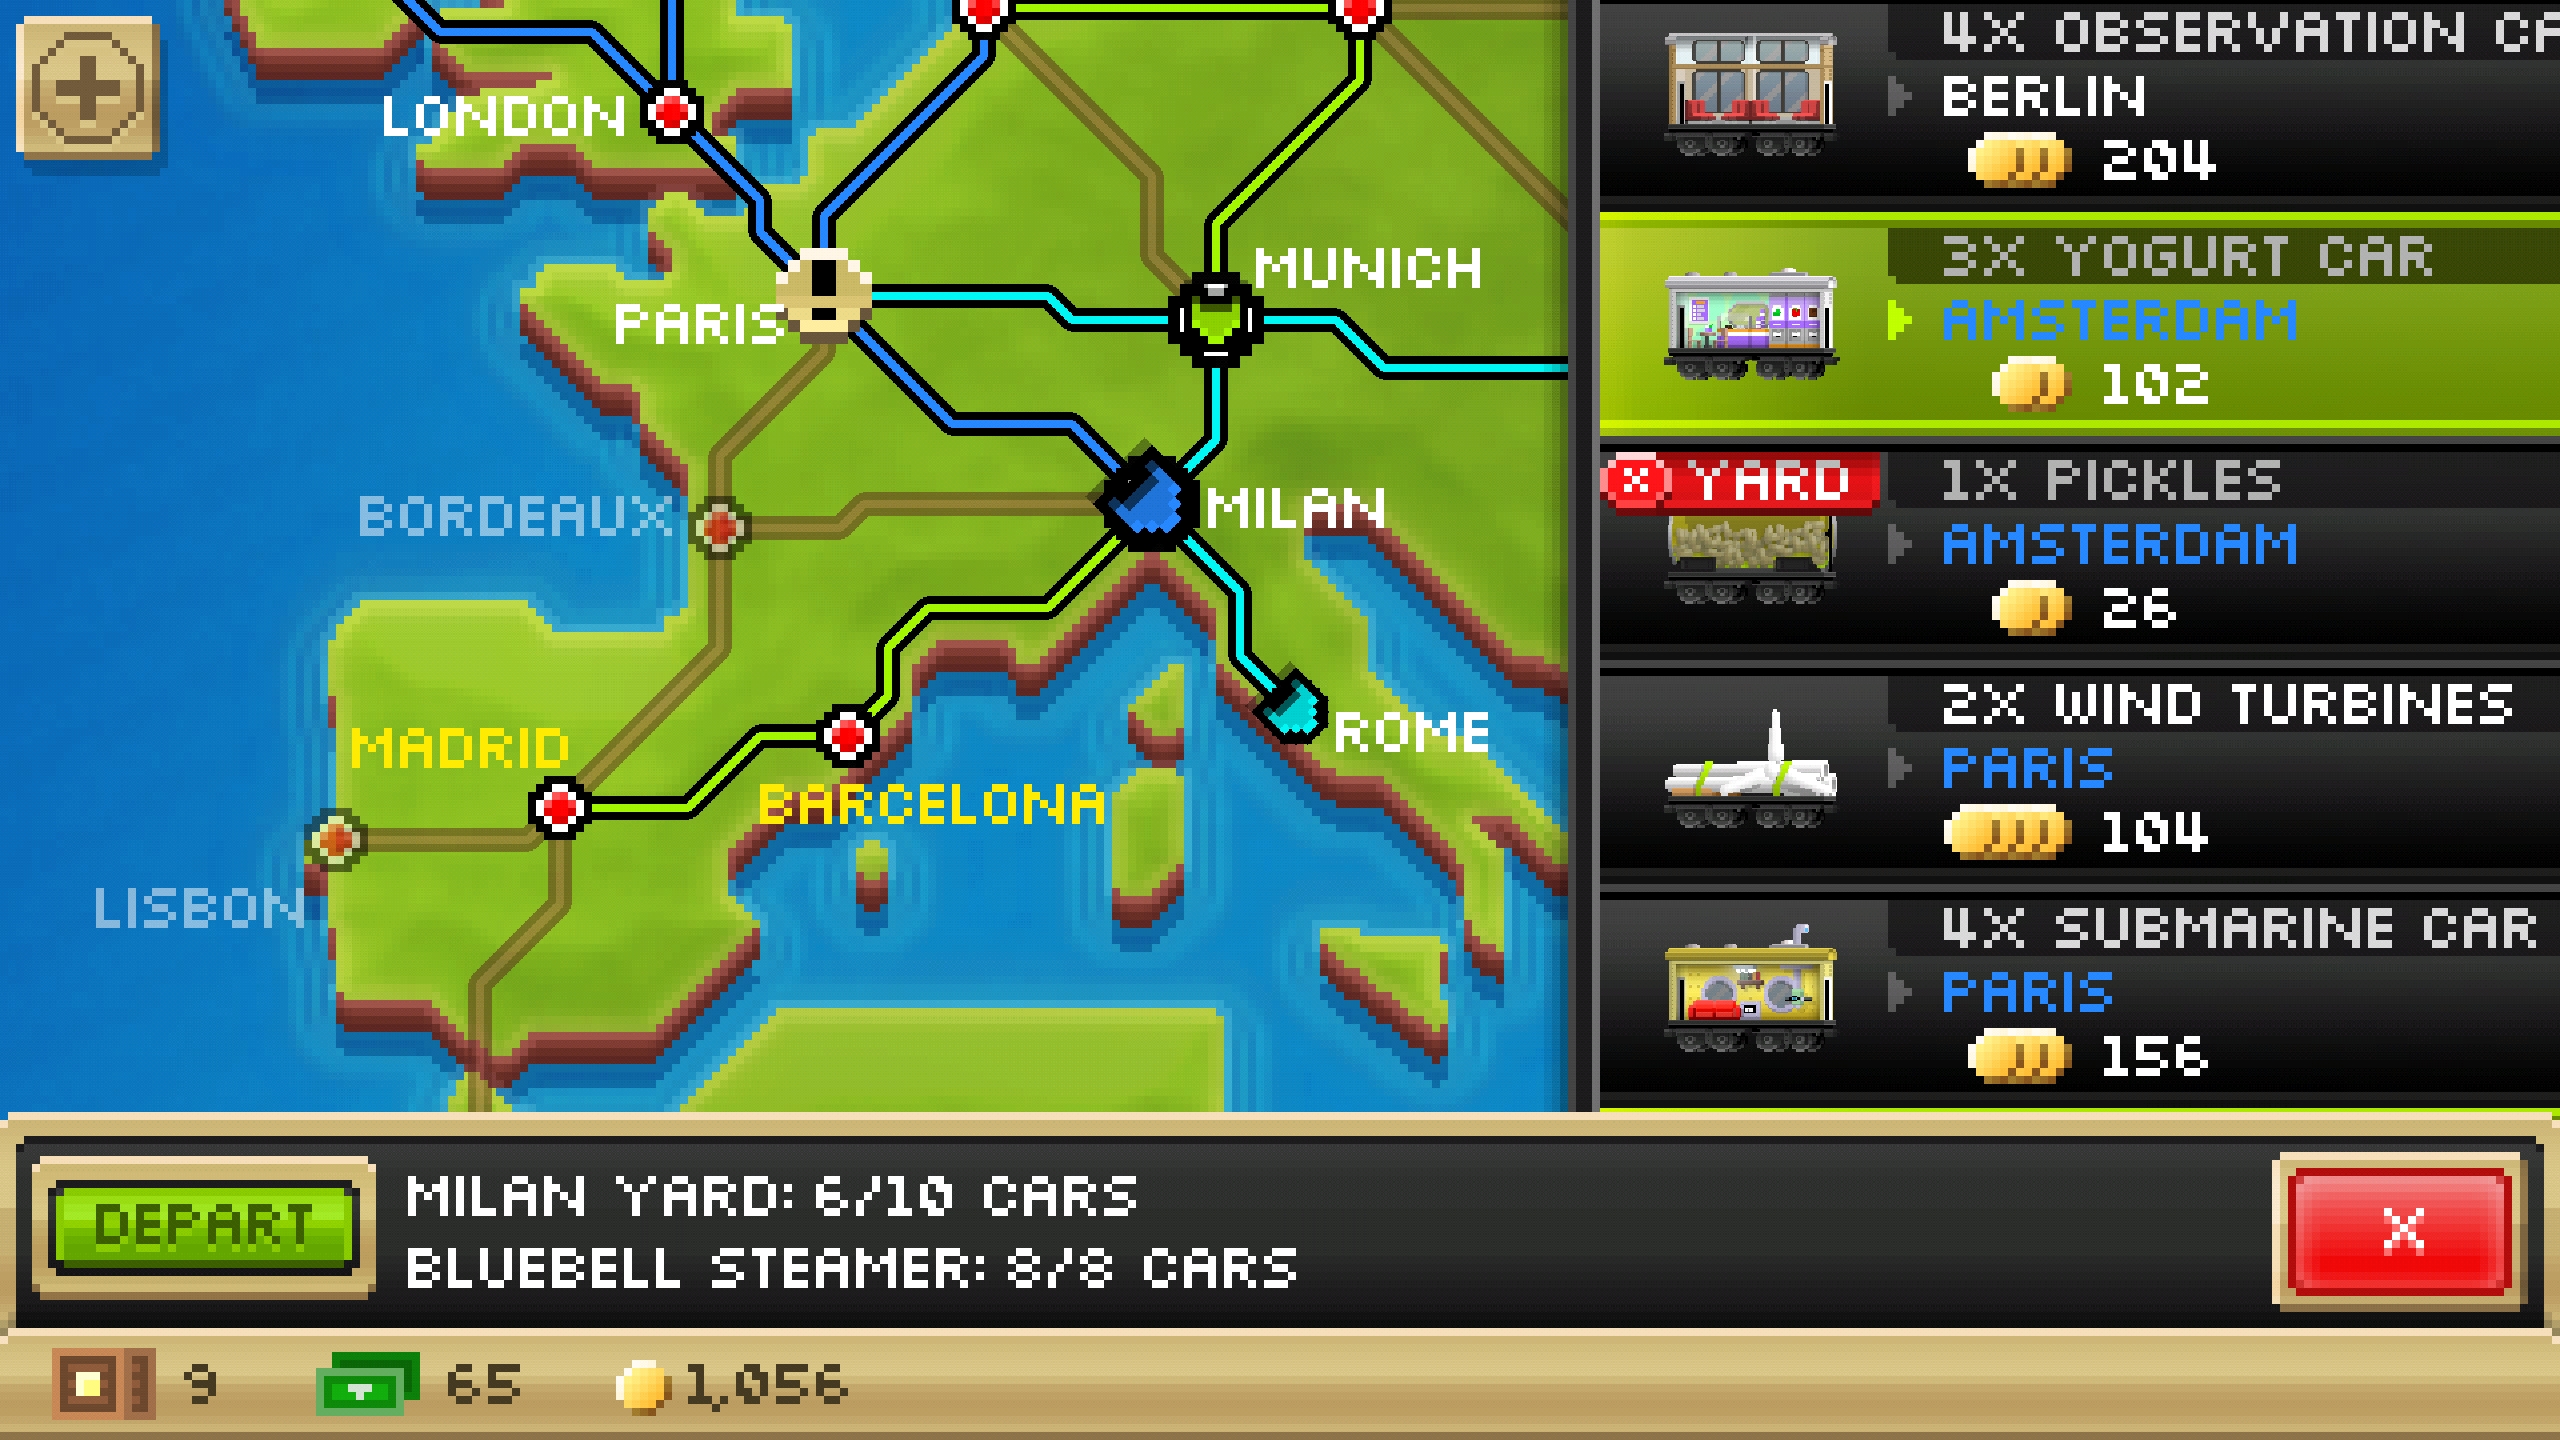 4X OBSERVATION CA
BERLIN
204
3X YOGURT CAR
AMSTERDAM
102
X YARD
1X PICKLES
AMSTERDAM
26
2X WIND TURBINES
PARIS
104
4X SUBMARINE CAR
PARIS
156
LONDON
MUNICH
PARIS
BORDEAUX
MILAN
MADRID
ROME
BARCELONA
LISBON
DEPART
MILAN YARD: 6/10 CARS
BLUEBELL STEAMER: 8/8 CARS
X
9
65
1,056